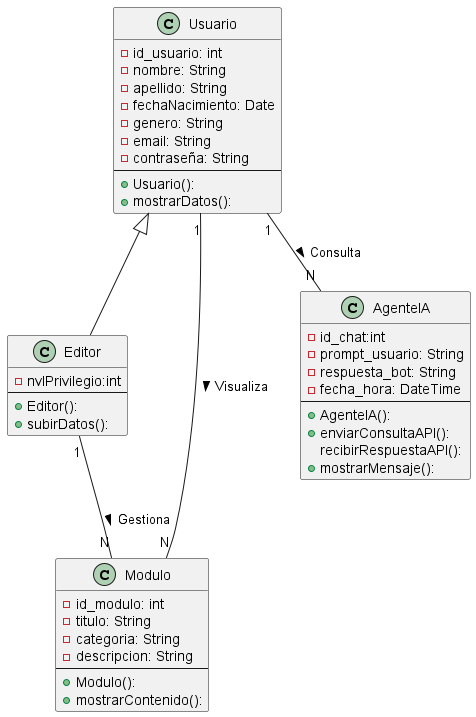 C Usuario
id_usuario: int
nombre: String
apellido: String
fechaNacimiento: Date
genero: String
email: String
contraseña: String
Usuario():
mostrarDatos():
1
1
Consulta
N
C AgenteIA
id_chat:int
prompt_usuario: String
respuesta_bot: String
fecha_hora: DateTime
AgenteIA():
enviarConsultaAPI():
recibirRespuestaAPI():
mostrarMensaje():
C Editor
nvlPrivilegio:int
Editor():
subirDatos():
Visualiza
1
Gestiona
N
N
C Modulo
id_modulo: int
titulo: String
categoria: String
descripcion: String
Modulo():
mostrarContenido():